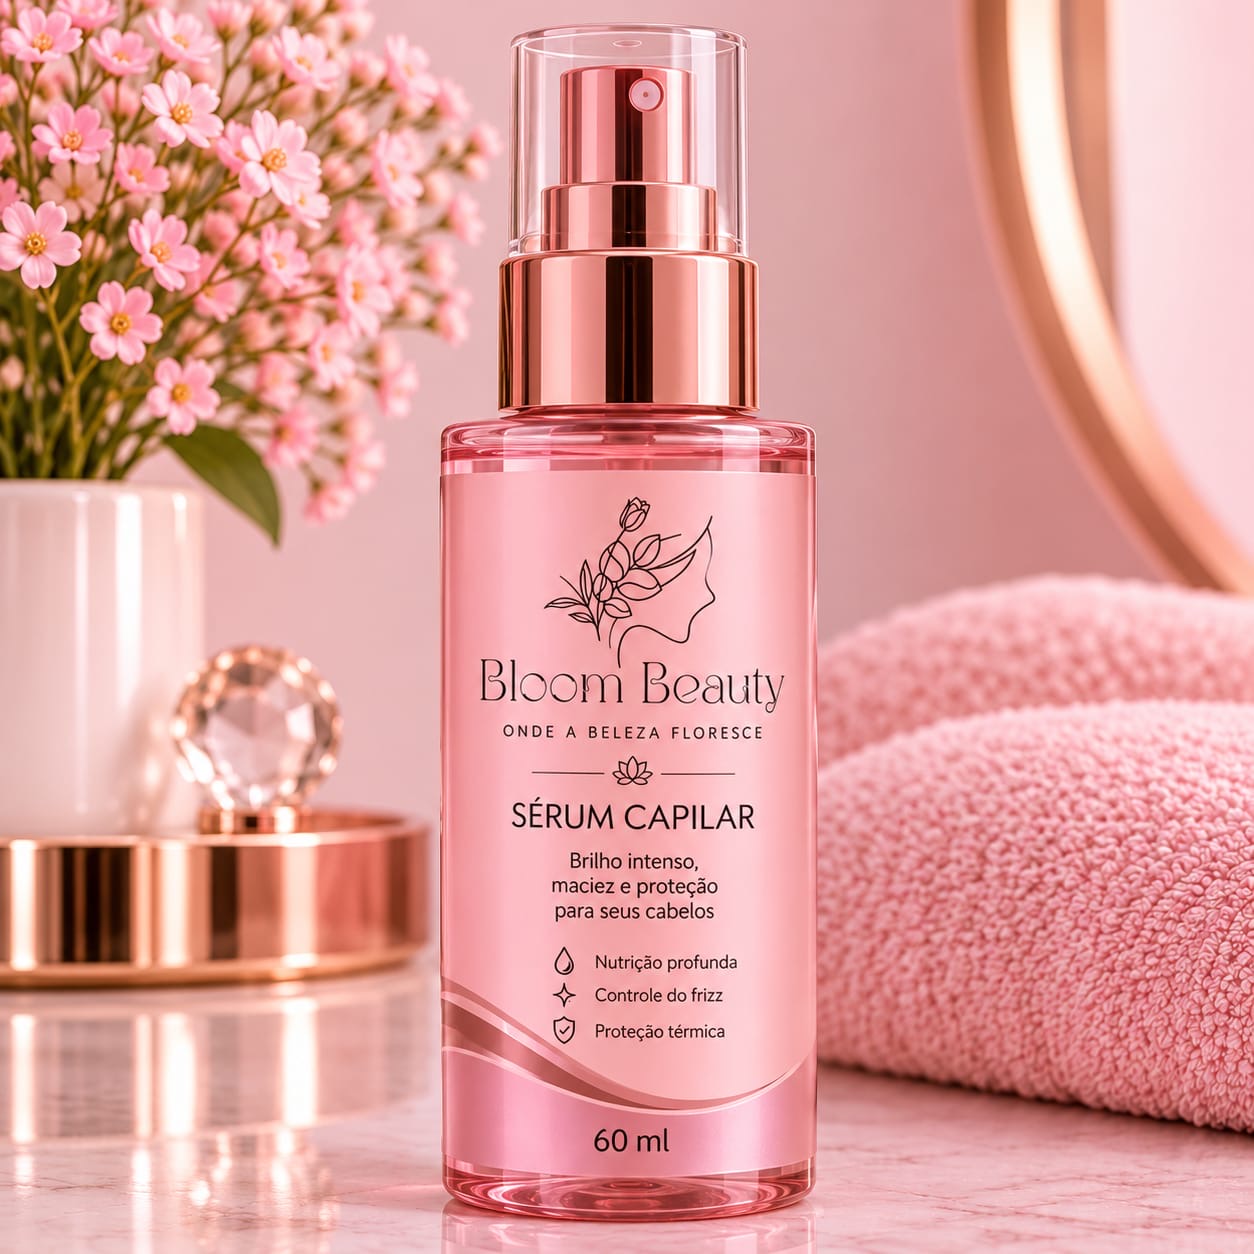 Bloom Beauty
ONDE A BELEZA FLORESCE
SÉRUM CAPILAR
Brilho intenso,
maciez e proteção
para seus cabelos
Nutrição profunda
Controle do frizz
Proteção térmica
60 ml